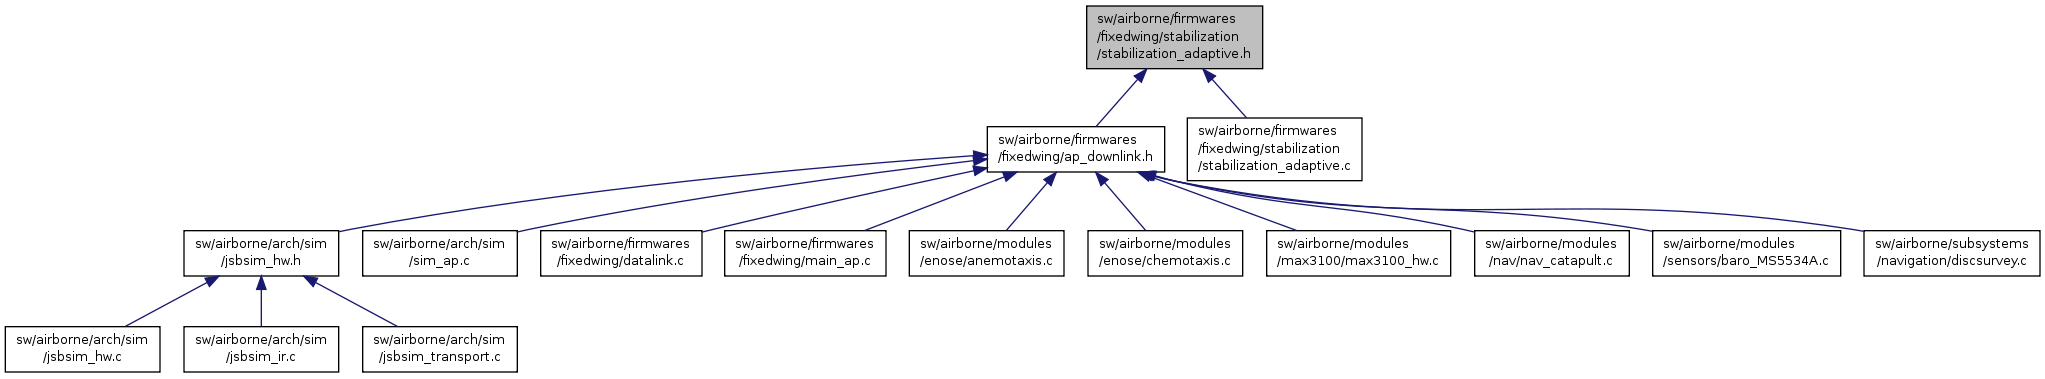 sw/airborne/firmwares
/fixedwing/stabilization
/stabilization_adaptive.h
sw/airborne/firmwares
/fixedwing/ap_downlink.h
sw/airborne/firmwares
/fixedwing/stabilization
/stabilization_adaptive.c
sw/airborne/arch/sim
/jsbsim_hw.h
sw/airborne/arch/sim
/sim_ap.c
sw/airborne/firmwares
/fixedwing/datalink.c
sw/airborne/firmwares
/fixedwing/main_ap.c
sw/airborne/modules
/enose/anemotaxis.c
sw/airborne/modules
/enose/chemotaxis.c
sw/airborne/modules
/max3100/max3100_hw.c
sw/airborne/modules
/nav/nav_catapult.c
sw/airborne/modules
/sensors/baro_MS5534A.c
sw/airborne/subsystems
/navigation/discsurvey.c
sw/airborne/arch/sim
/jsbsim_hw.c
sw/airborne/arch/sim
/jsbsim_ir.c
sw/airborne/arch/sim
/jsbsim_transport.c